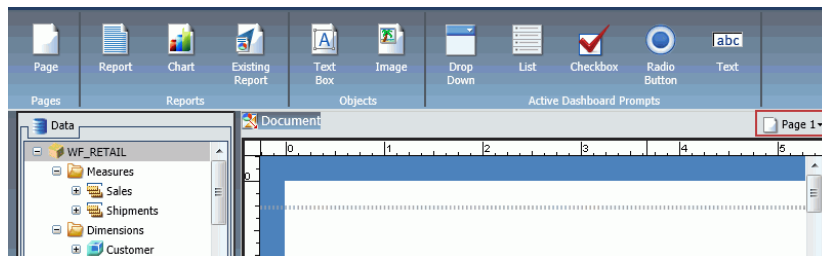 Page Report Chart Existing Report Text Box Image Drop Down List Checkbox Radio Button abc Text
Pages Reports Objects Active Dashboard Prompts
Data Document Page 1
WF_RETAIL 0 1 2 3 4 5
Measures 0
Sales
Shipments
Dimensions
Customer